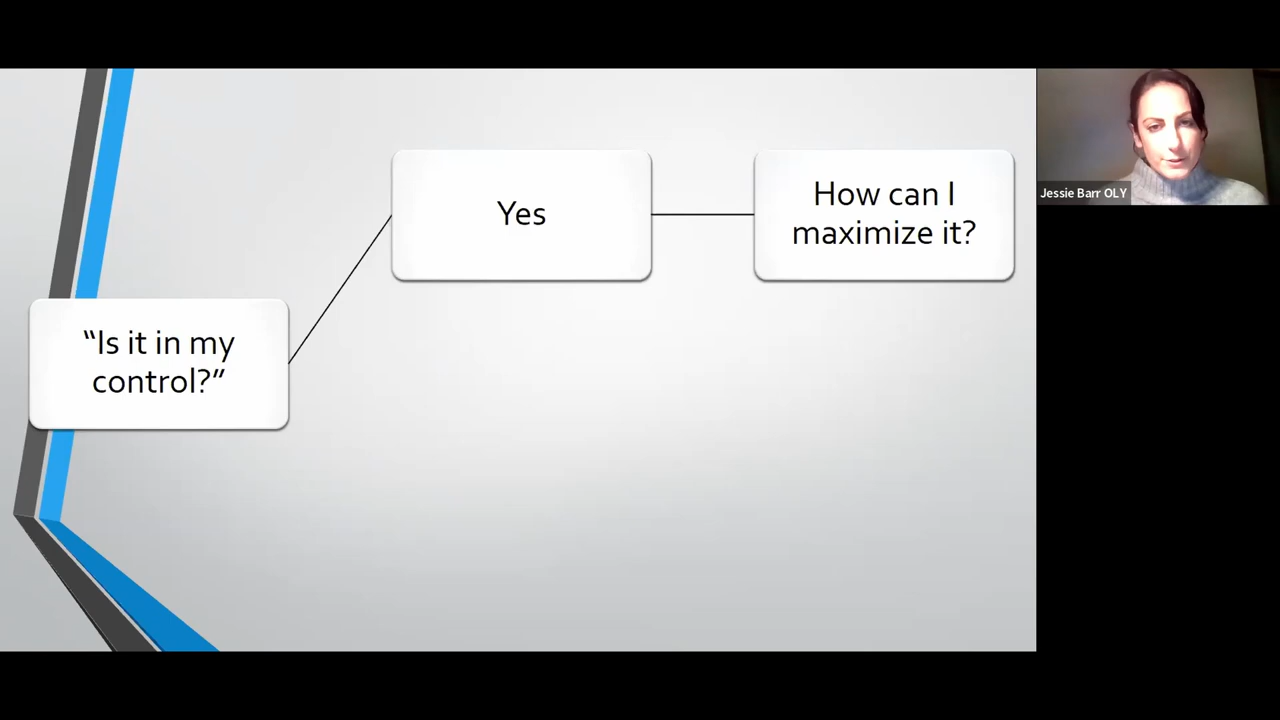 Yes
How can I
maximize it?
Jessie Barr OLY
“Is it in my
control?”